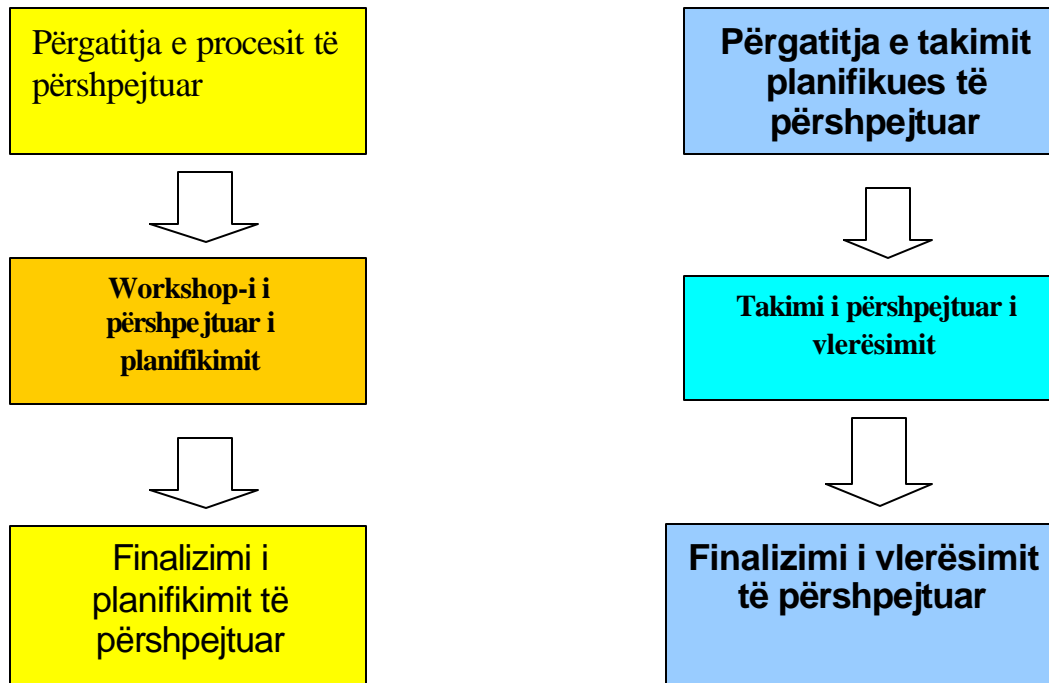 Përgatitja e procesit të
përshpejtuar
Përgatitja e takimit
planifikues të
përshpejtuar
Workshop-i i
përshpejtuar i
planifikimit
Takimi i përshpejtuar i
vlerësimit
Finalizimi i
planifikimit të
përshpejtuar
Finalizimi i vlerësimit
të përshpejtuar